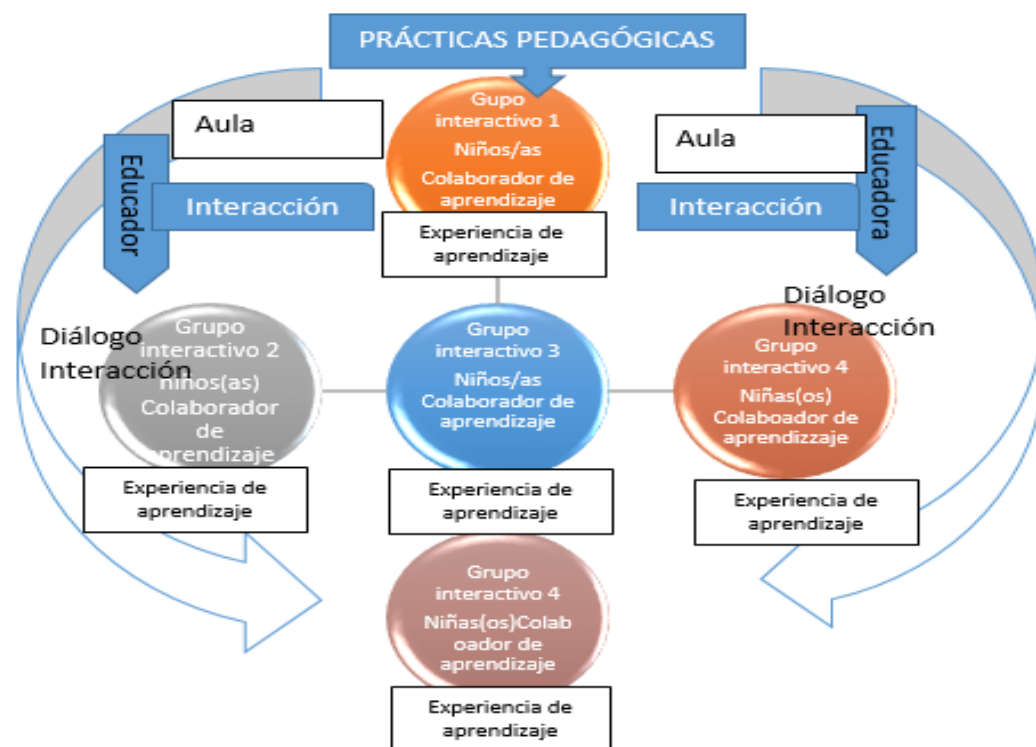 PRÁCTICAS PEDAGÓGICAS
Aula
Educador
Interacción
Gupo
interactivo 1
Niños/as
Colaborador de
aprendizaje
Experiencia de
aprendizaje
Aula
Educadora
Interacción
Diálogo
Interacción
Grupo
interactivo 2
niños(as)
Colaborador
de
aprendizaje
Experiencia de
aprendizaje
Grupo
interactivo 3
Niños/as
Colaborador de
aprendizaje
Experiencia de
aprendizaje
Diálogo
Interacción
Grupo
interactivo 4
Niñas(os)
Colaboador de
aprendizzaje
Experiencia de
aprendizaje
Grupo
interactivo 4
Niñas(os)Colab
oador de
aprendizaje
Experiencia de
aprendizaje